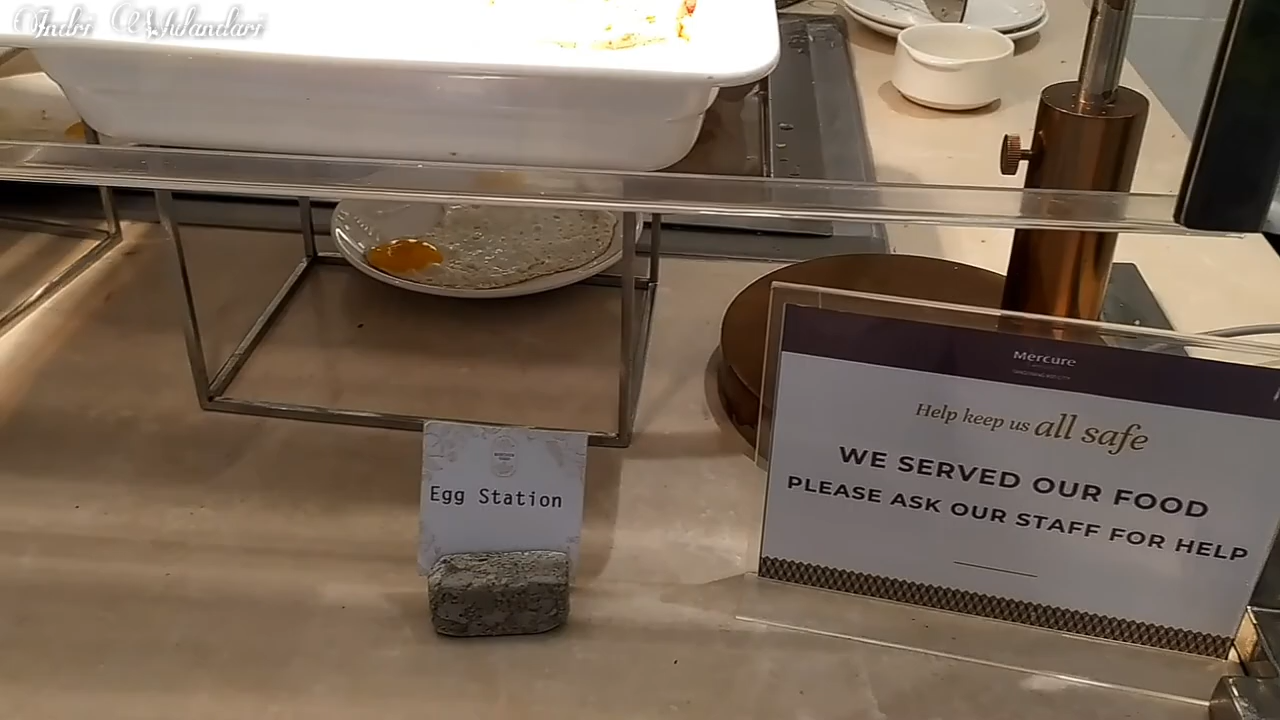 Indri Wulandari
Mercure
Help keep us all safe
WE SERVED OUR FOOD
PLEASE ASK OUR STAFF FOR HELP
Egg Station